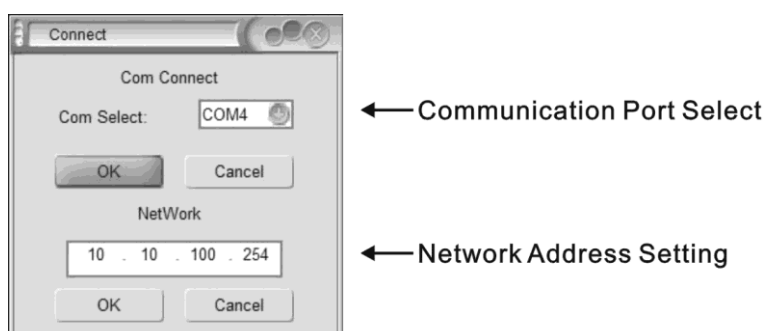 Connect
Com Connect
Com Select: COM4 Communication Port Select
OK Cancel
NetWork
10 . 10 . 100 . 254 Network Address Setting
OK Cancel